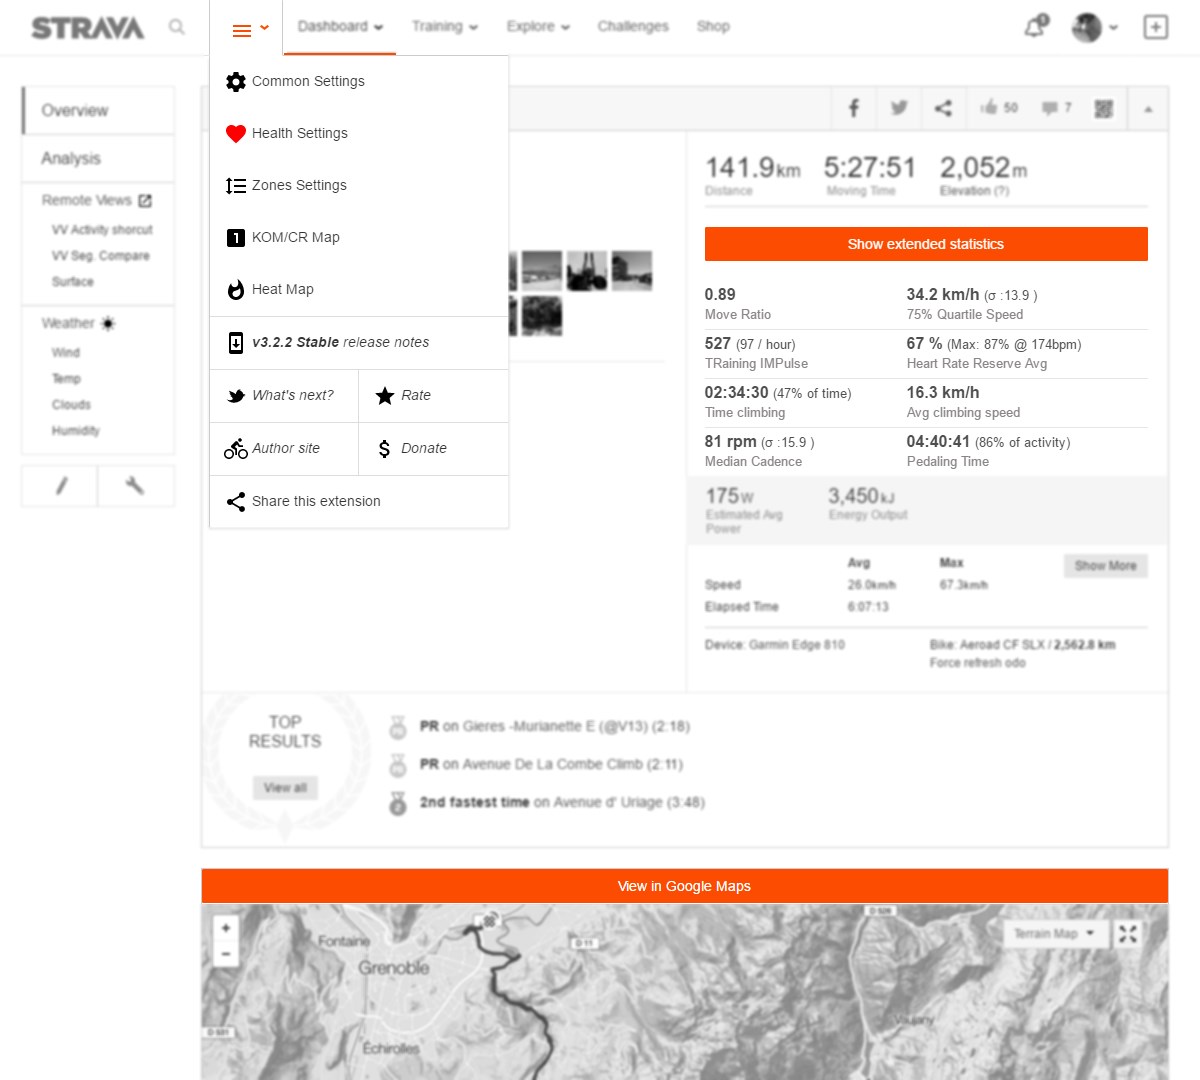 STRAVA
Dashboard
Training
Explore
Challenges
Shop
Common Settings
Health Settings
Zones Settings
KOM/CR Map
Heat Map
v3.2.2 Stable release notes
What's next?
Rate
Author site
Donate
Share this extension
Overview
Analysis
Remote Views
VV Activity shorcut
VV Seg. Compare
Surface
Weather
Wind
Temp
Clouds
Humidity
50
7
141.9km
5:27:51
2,052m
Distance
Moving Time
Elevation (?)
Show extended statistics
0.89
34.2 km/h (σ :13.9 )
Move Ratio
75% Quartile Speed
527 (97 / hour)
67 % (Max: 87% @ 174bpm)
TRaining IMPulse
Heart Rate Reserve Avg
02:34:30 (47% of time)
16.3 km/h
Time climbing
Avg climbing speed
81 rpm (σ :15.9 )
04:40:41 (86% of activity)
Median Cadence
Pedaling Time
175W
3,450kJ
Estimated Avg
Power
Energy Output
Avg
Max
Show More
Speed
26.0km/h
67.3km/h
Elapsed Time
6:07:13
Device: Garmin Edge 810
Bike: Aeroad CF SLX / 2,562.8 km
Force refresh odo
TOP
RESULTS
View all
PR on Gieres -Murianette E (@V13) (2:18)
PR on Avenue De La Combe Climb (2:11)
2nd fastest time on Avenue d' Uriage (3:48)
View in Google Maps
+
−
Fontaine
Grenoble
Échirolles
D 11
D 526
Vaujany
Terrain Map